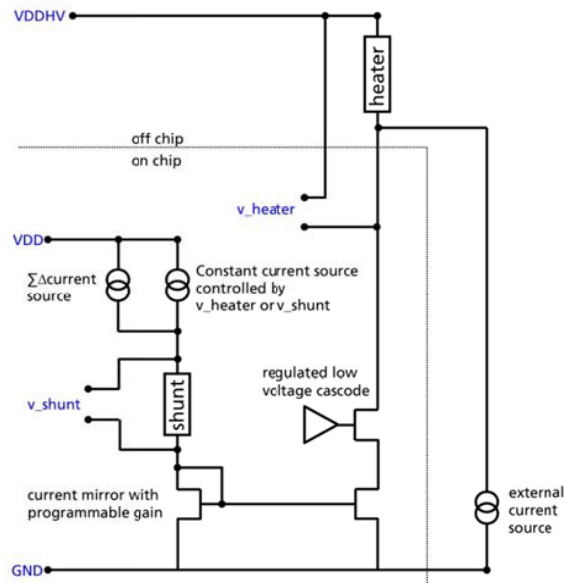 VDDHV
heater
off chip
on chip
v_heater
VDD
∑Δcurrent
source
Constant current source
controlled by
v_heater or v_shunt
regulated low
voltage cascode
v_shunt
shunt
current mirror with
programmable gain
external
current
source
GND